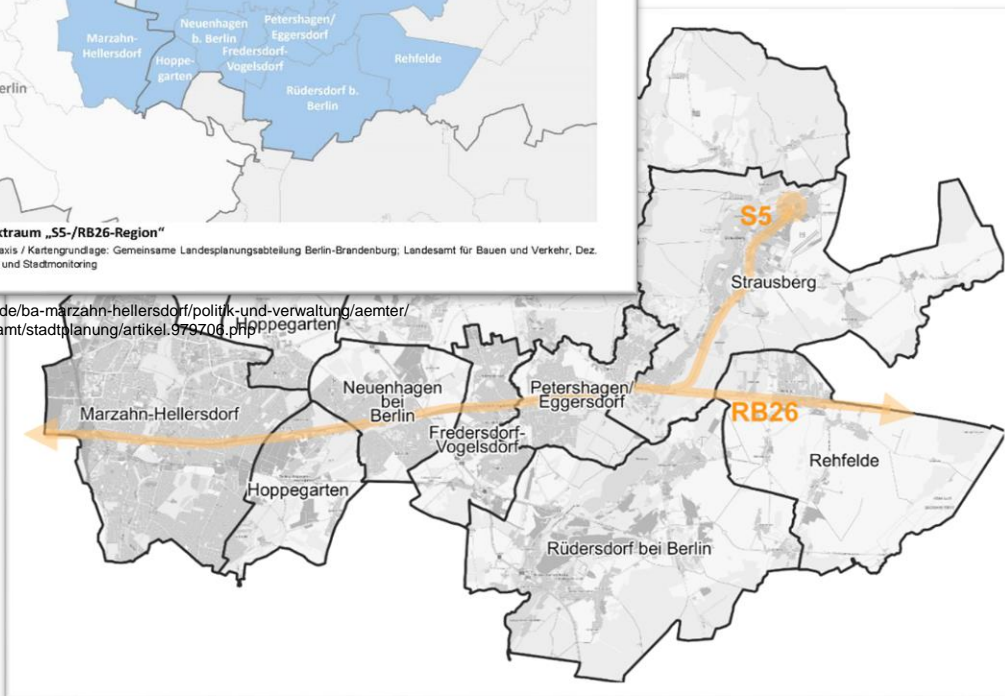 Neuenhagen
b. Berlin
Petershagen/
Eggersdorf
Marzahn-
Hellersdorf
Hoppe-
garten
Fredersdorf-
Vogelsdorf
Rehfelde
Rüdersdorf b.
Berlin
erlin
ktraum „S5-/RB26-Region“
axis / Kartengrundlage: Gemeinsame Landesplanungsabteilung Berlin-Brandenburg; Landesamt für Bauen und Verkehr, Dez.
und Stadtmonitoring
de/ba-marzahn-hellersdorf/politik-und-verwaltung/aemter/
amt/stadtplanung/artikel.979706.php
Hoppegarten
S5
Strausberg
Marzahn-Hellersdorf
Neuenhagen
bei
Berlin
Petershagen/
Eggersdorf
RB26
Fredersdorf-
Vogelsdorf
Rehfelde
Hoppegarten
Rüdersdorf bei Berlin